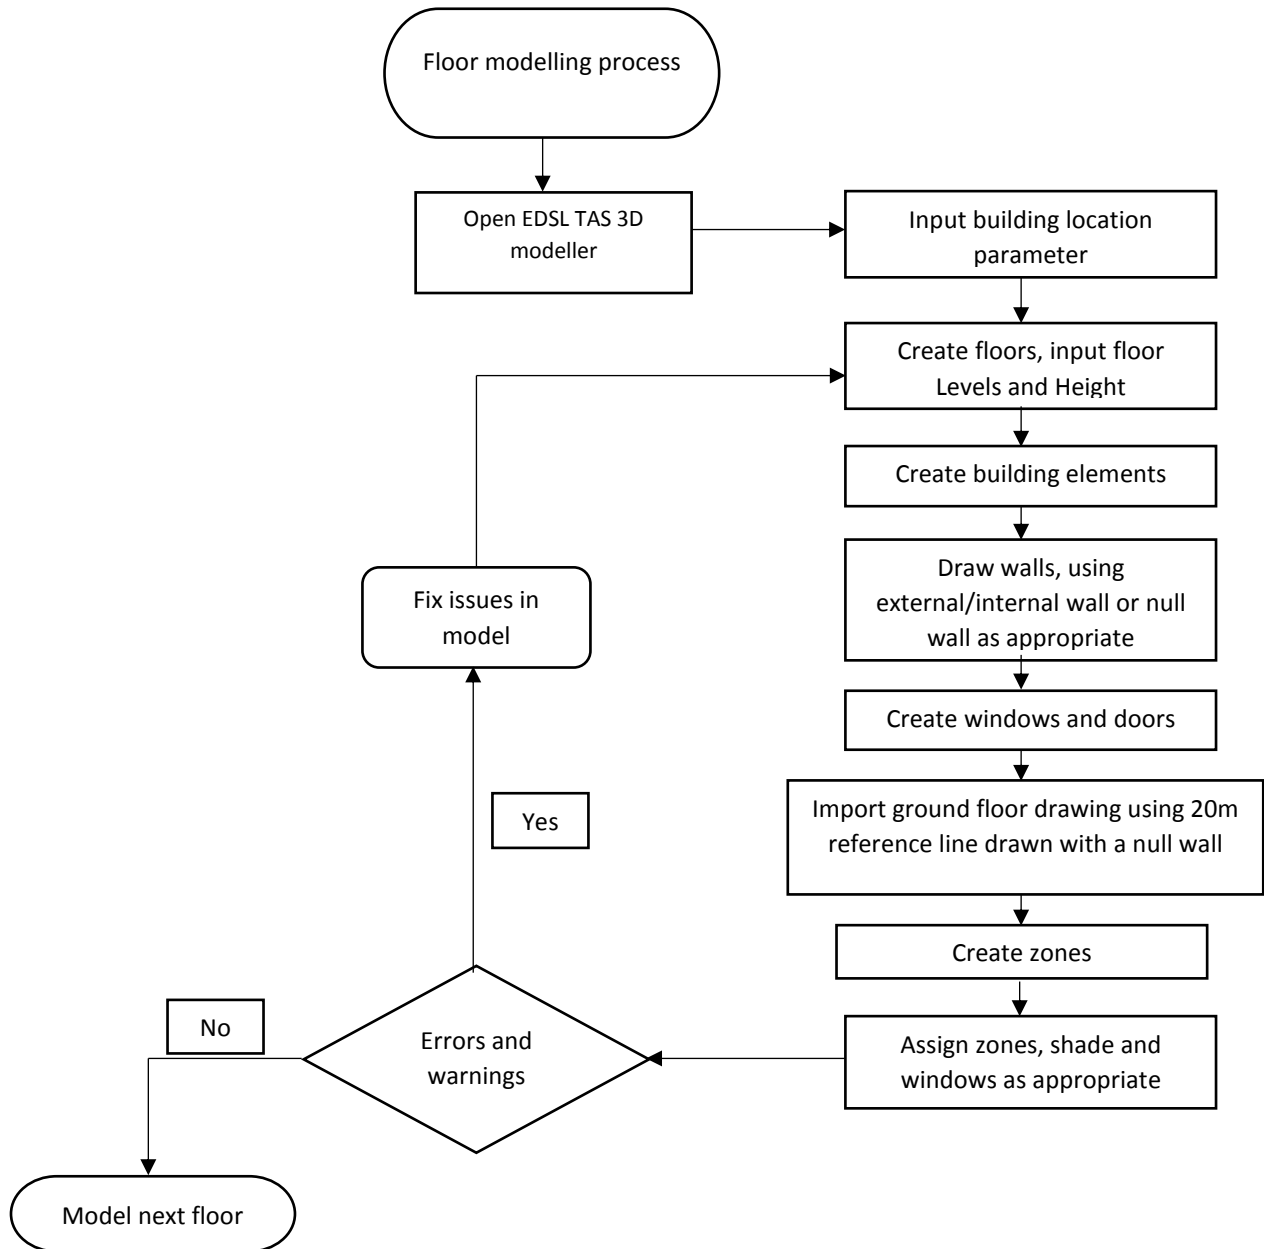 Floor modelling process
Open EDSL TAS 3D
modeller
Input building location
parameter
Create floors, input floor
Levels and Height
Create building elements
Draw walls, using
external/internal wall or null
wall as appropriate
Create windows and doors
Import ground floor drawing using 20m
reference line drawn with a null wall
Create zones
Assign zones, shade and
windows as appropriate
Errors and
warnings
Yes
Fix issues in
model
No
Model next floor